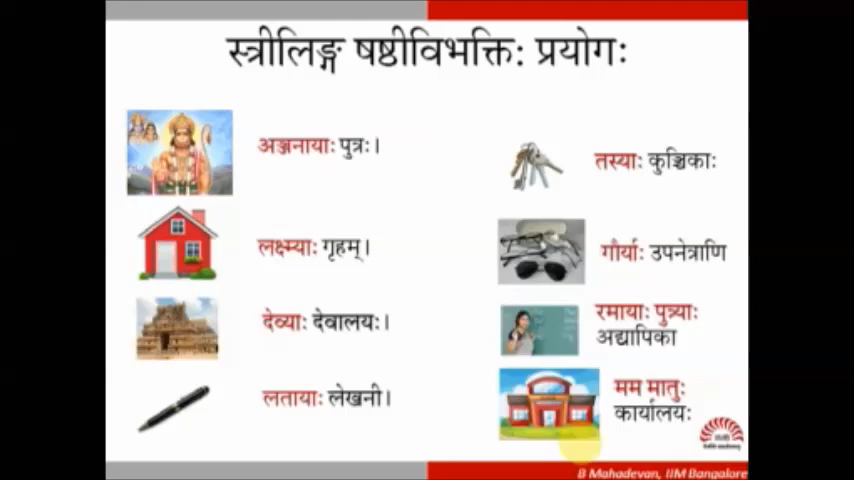 स्त्रीलिङ्ग षष्ठीविभक्तिः प्रयोगः
अञ्जनायाः पुत्रः।
लक्ष्म्याः गृहम्।
देव्याः देवालयः।
लतायाः लेखनी।
तस्याः कुञ्चिकाः
गौर्याः उपनेत्राणि
रमायाः पुत्र्याः
अद्यापिका
मम मातुः
कार्यालयः
B Mahadevan, IIM Bangalore